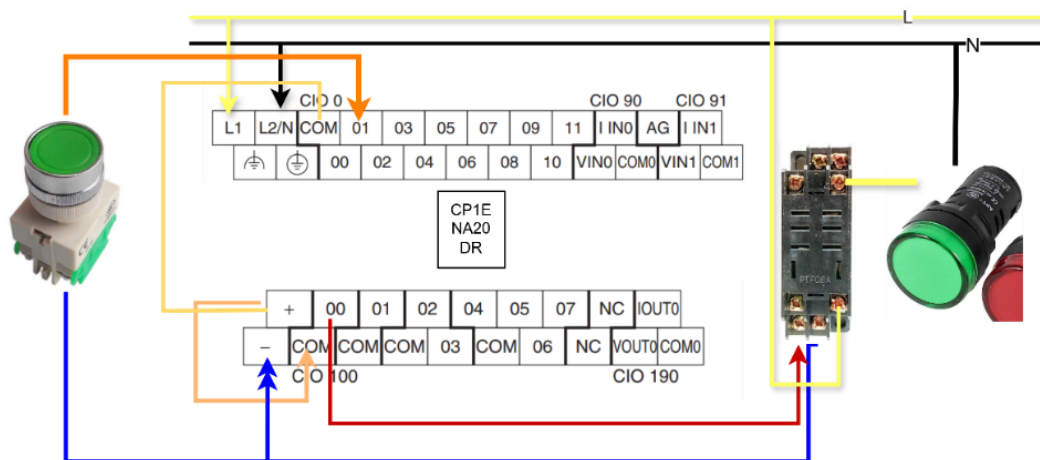 L
N
CIO 0
CIO 90
CIO 91
L1 L2/N COM 01 03 05 07 09 11 I IN0 AG I IN1
00 02 04 06 08 10 VIN0 COM0 VIN1 COM1
CP1E
NA20
DR
PTF08A
+ 00 01 02 04 05 07 NC IOUT0
− COM COM COM 03 COM 06 NC VOUT0 COM0
CIO 100
CIO 190